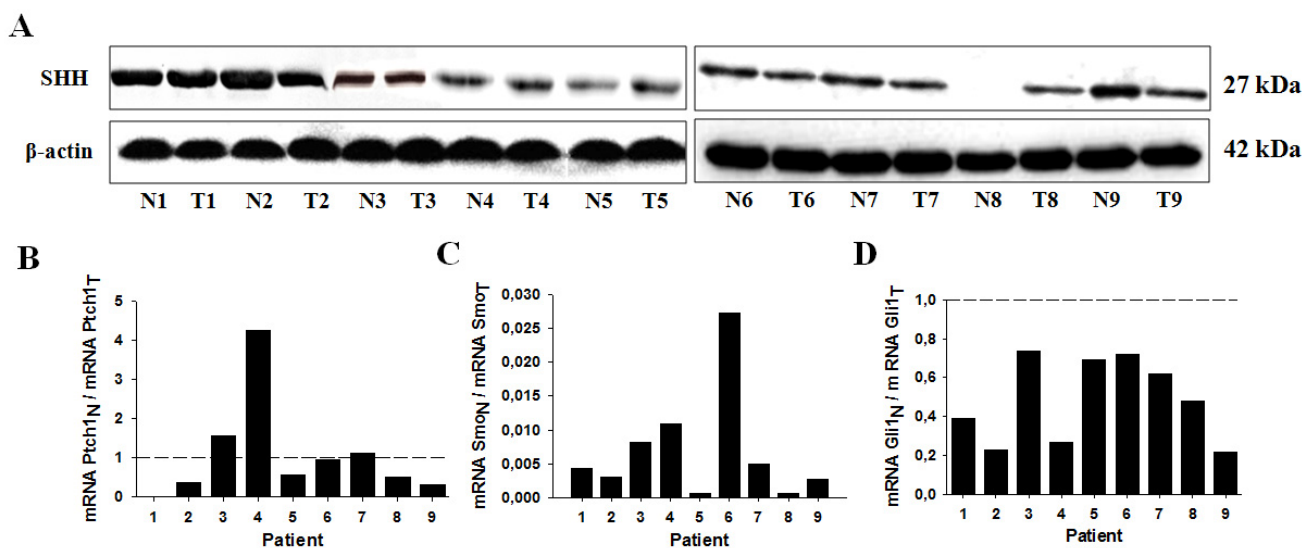 A
SHH
27 kDa
β-actin
42 kDa
N1 T1 N2 T2 N3 T3 N4 T4 N5 T5 N6 T6 N7 T7 N8 T8 N9 T9
B
mRNA Ptch1N / mRNA Ptch1T
5
4
3
2
1
0
1 2 3 4 5 6 7 8 9
Patient
C
mRNA SmoN / mRNA SmoT
0,030
0,025
0,020
0,015
0,010
0,005
0,000
1 2 3 4 5 6 7 8 9
Patient
D
mRNA Gli1N / m RNA Gli1T
1,0
0,8
0,6
0,4
0,2
0,0
1 2 3 4 5 6 7 8 9
Patient